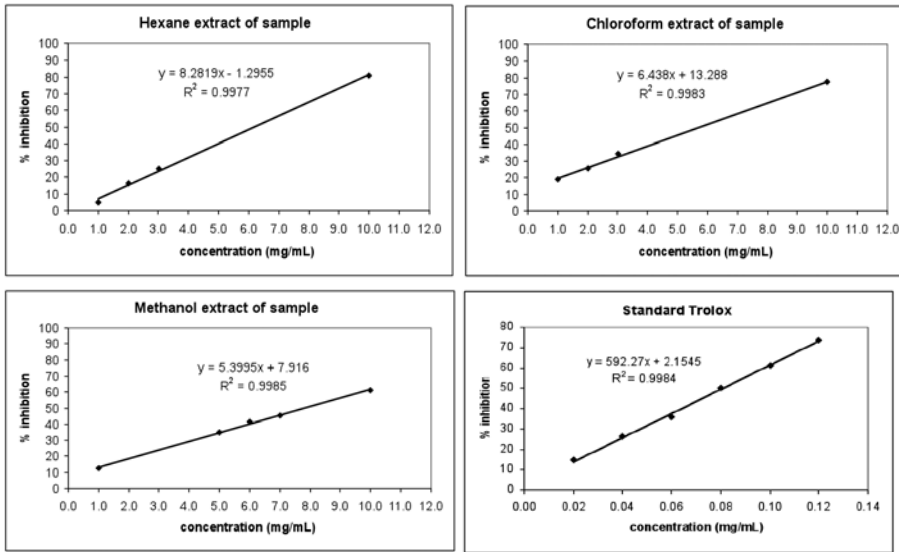 Hexane extract of sample
y = 8.2819x - 1.2955
R² = 0.9977
% inhibition
100
90
80
70
60
50
40
30
20
10
0
0.0 1.0 2.0 3.0 4.0 5.0 6.0 7.0 8.0 9.0 10.0 11.0 12.0
concentration (mg/mL)
Chloroform extract of sample
y = 6.438x + 13.288
R² = 0.9983
% inhibition
100
90
80
70
60
50
40
30
20
10
0
0.0 1.0 2.0 3.0 4.0 5.0 6.0 7.0 8.0 9.0 10.0 11.0 12.0
concentration (mg/mL)
Methanol extract of sample
y = 5.3995x + 7.916
R² = 0.9985
% inhibition
100
90
80
70
60
50
40
30
20
10
0
0.0 1.0 2.0 3.0 4.0 5.0 6.0 7.0 8.0 9.0 10.0 11.0 12.0
concentration (mg/mL)
Standard Trolox
y = 592.27x + 2.1545
R² = 0.9984
% inhibition
80
70
60
50
40
30
20
10
0
0.00 0.02 0.04 0.06 0.08 0.10 0.12 0.14
concentration (mg/mL)